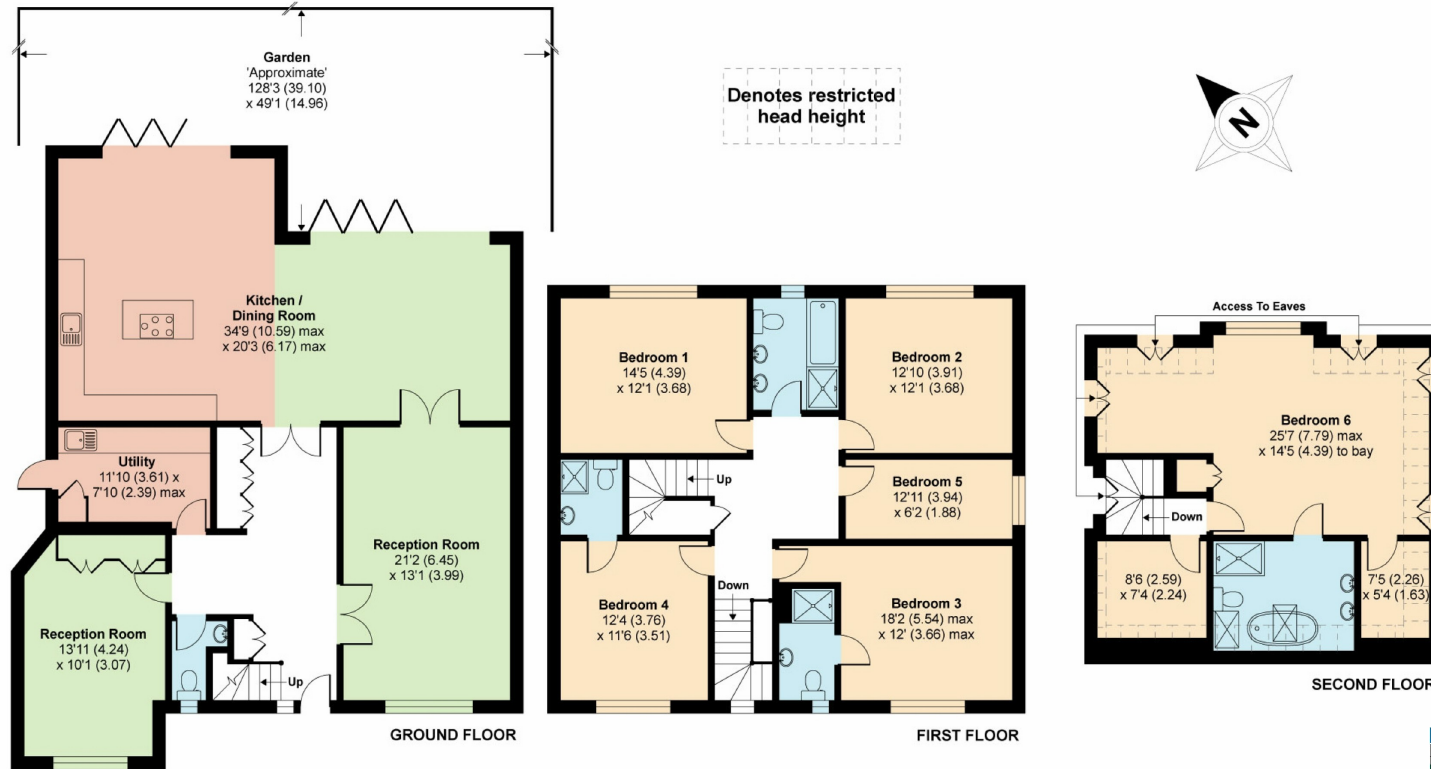 Garden
'Approximate'
128'3 (39.10)
x 49'1 (14.96)
Denotes restricted
head height
N
Kitchen /
Dining Room
34'9 (10.59) max
x 20'3 (6.17) max
Utility
11'10 (3.61) x
7'10 (2.39) max
Reception Room
21'2 (6.45)
x 13'1 (3.99)
Reception Room
13'11 (4.24)
x 10'1 (3.07)
Up
GROUND FLOOR
Bedroom 1
14'5 (4.39)
x 12'1 (3.68)
Bedroom 2
12'10 (3.91)
x 12'1 (3.68)
Up
Bedroom 5
12'11 (3.94)
x 6'2 (1.88)
Down
Bedroom 4
12'4 (3.76)
x 11'6 (3.51)
Bedroom 3
18'2 (5.54) max
x 12' (3.66) max
FIRST FLOOR
Access To Eaves
Bedroom 6
25'7 (7.79) max
x 14'5 (4.39) to bay
Down
8'6 (2.59)
x 7'4 (2.24)
7'5 (2.26)
x 5'4 (1.63)
SECOND FLOOR